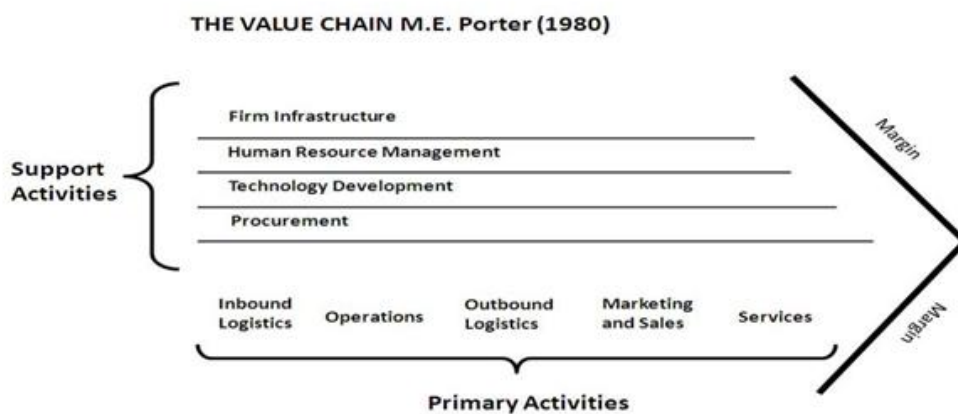 THE VALUE CHAIN M.E. Porter (1980)
Firm Infrastructure
Human Resource Management
Technology Development
Procurement
Support
Activities
Margin
Margin
Inbound
Logistics
Operations
Outbound
Logistics
Marketing
and Sales
Services
Primary Activities